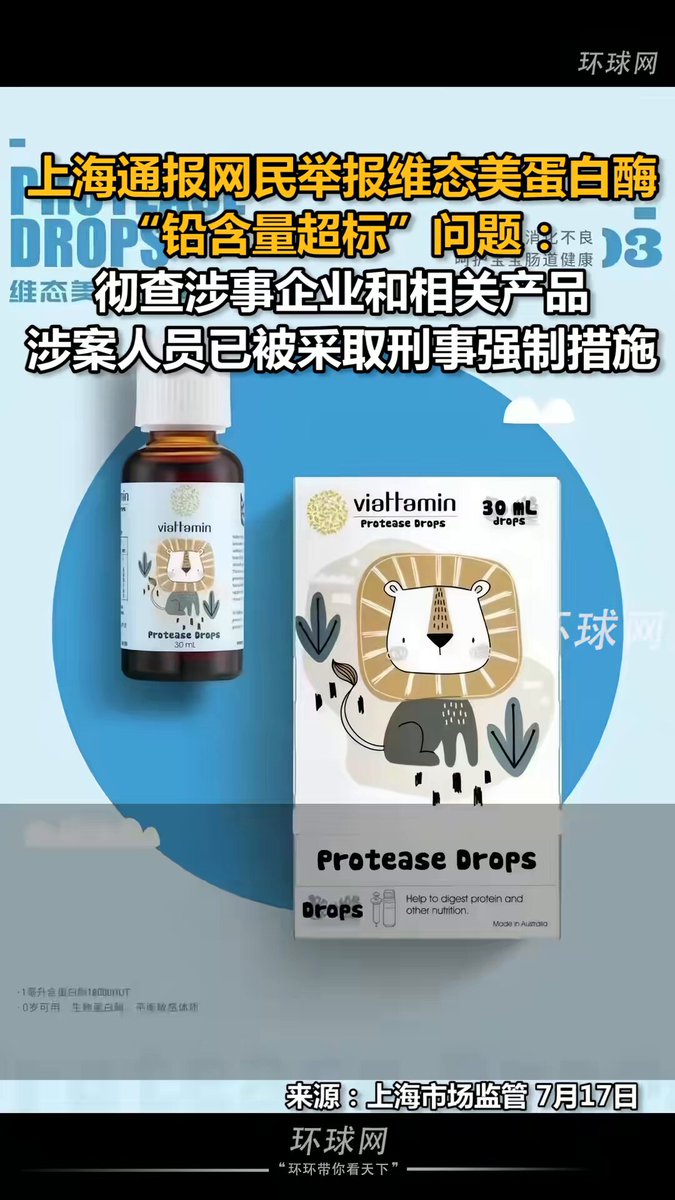 环球网
上海通报网民举报维态美蛋白酶
“铅含量超标”问题：
彻查涉事企业和相关产品
涉案人员已被采取刑事强制措施
DROPS
维态美
消化不良
呵护宝宝肠道健康
03
viattamin
Protease Drops
30 mL
viattamin
Protease Drops
30 mL
drops
环球网
Protease Drops
Drops
Help to digest protein and
other nutrition.
Made in Australia
·0岁可用
来源：上海市场监管 7月17日
环球网
“环环带你看天下”